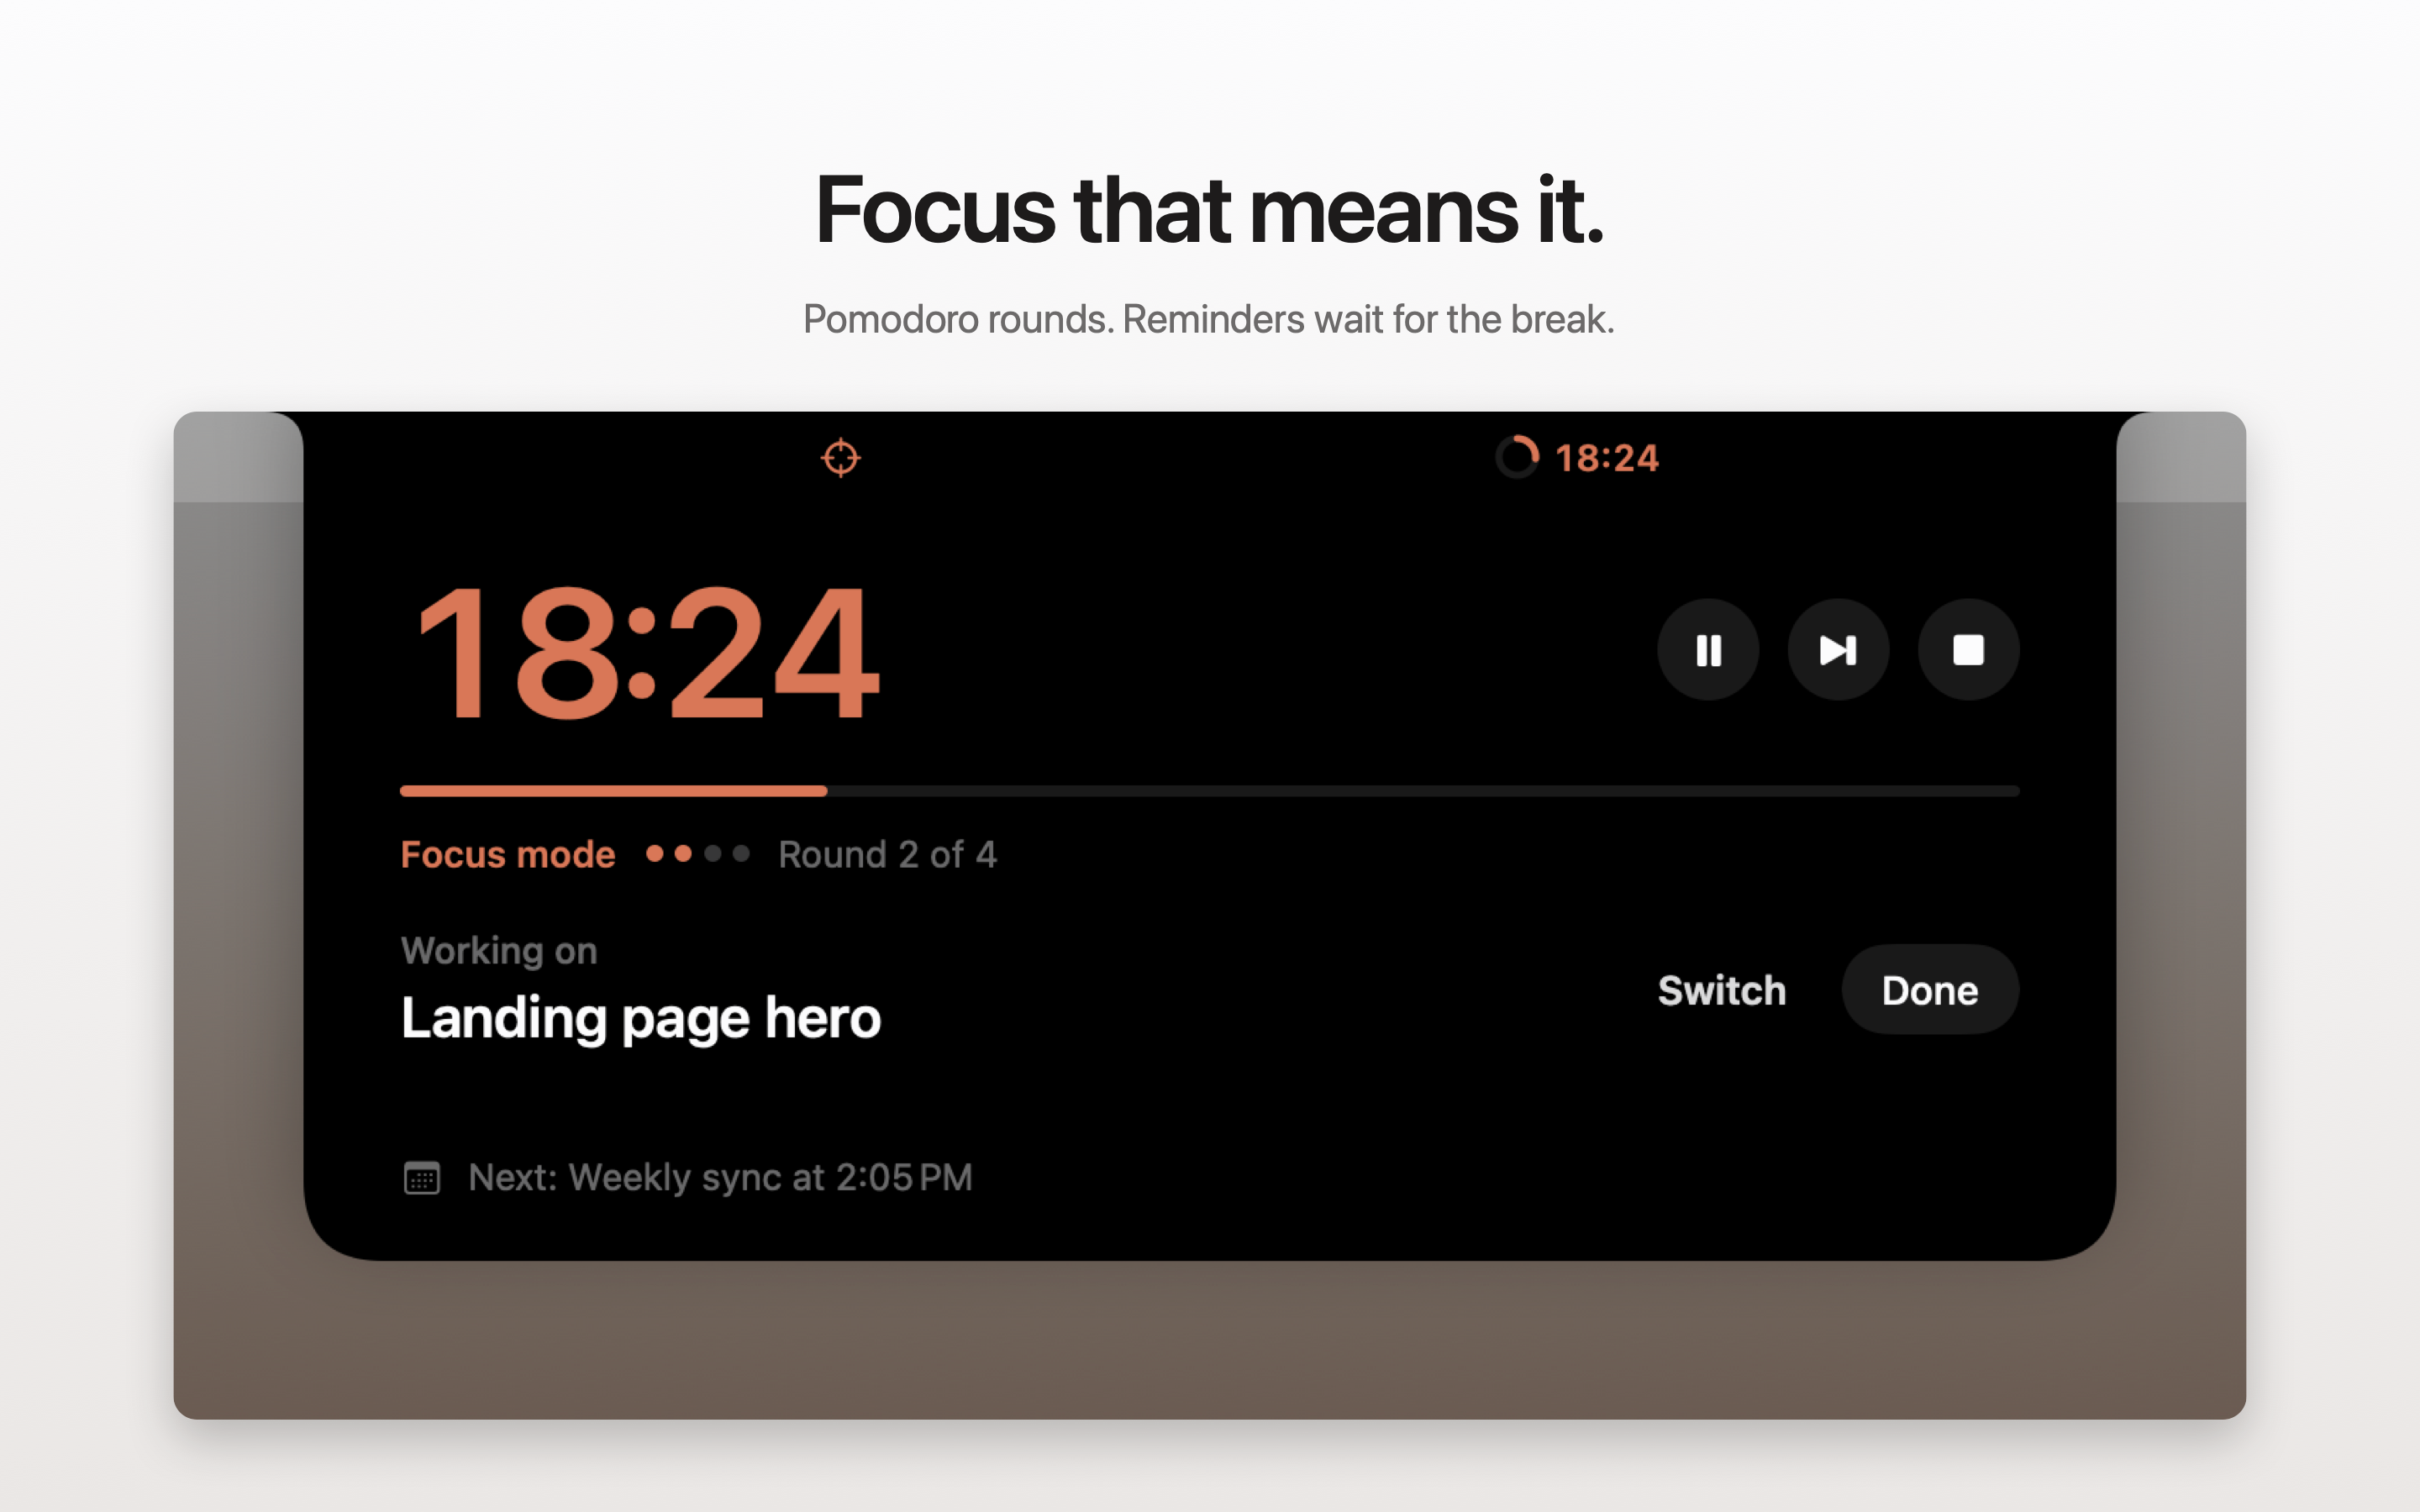 Focus that means it.
Pomodoro rounds. Reminders wait for the break.
18:24
18:24
Focus mode Round 2 of 4
Working on
Landing page hero
Switch Done
Next: Weekly sync at 2:05 PM